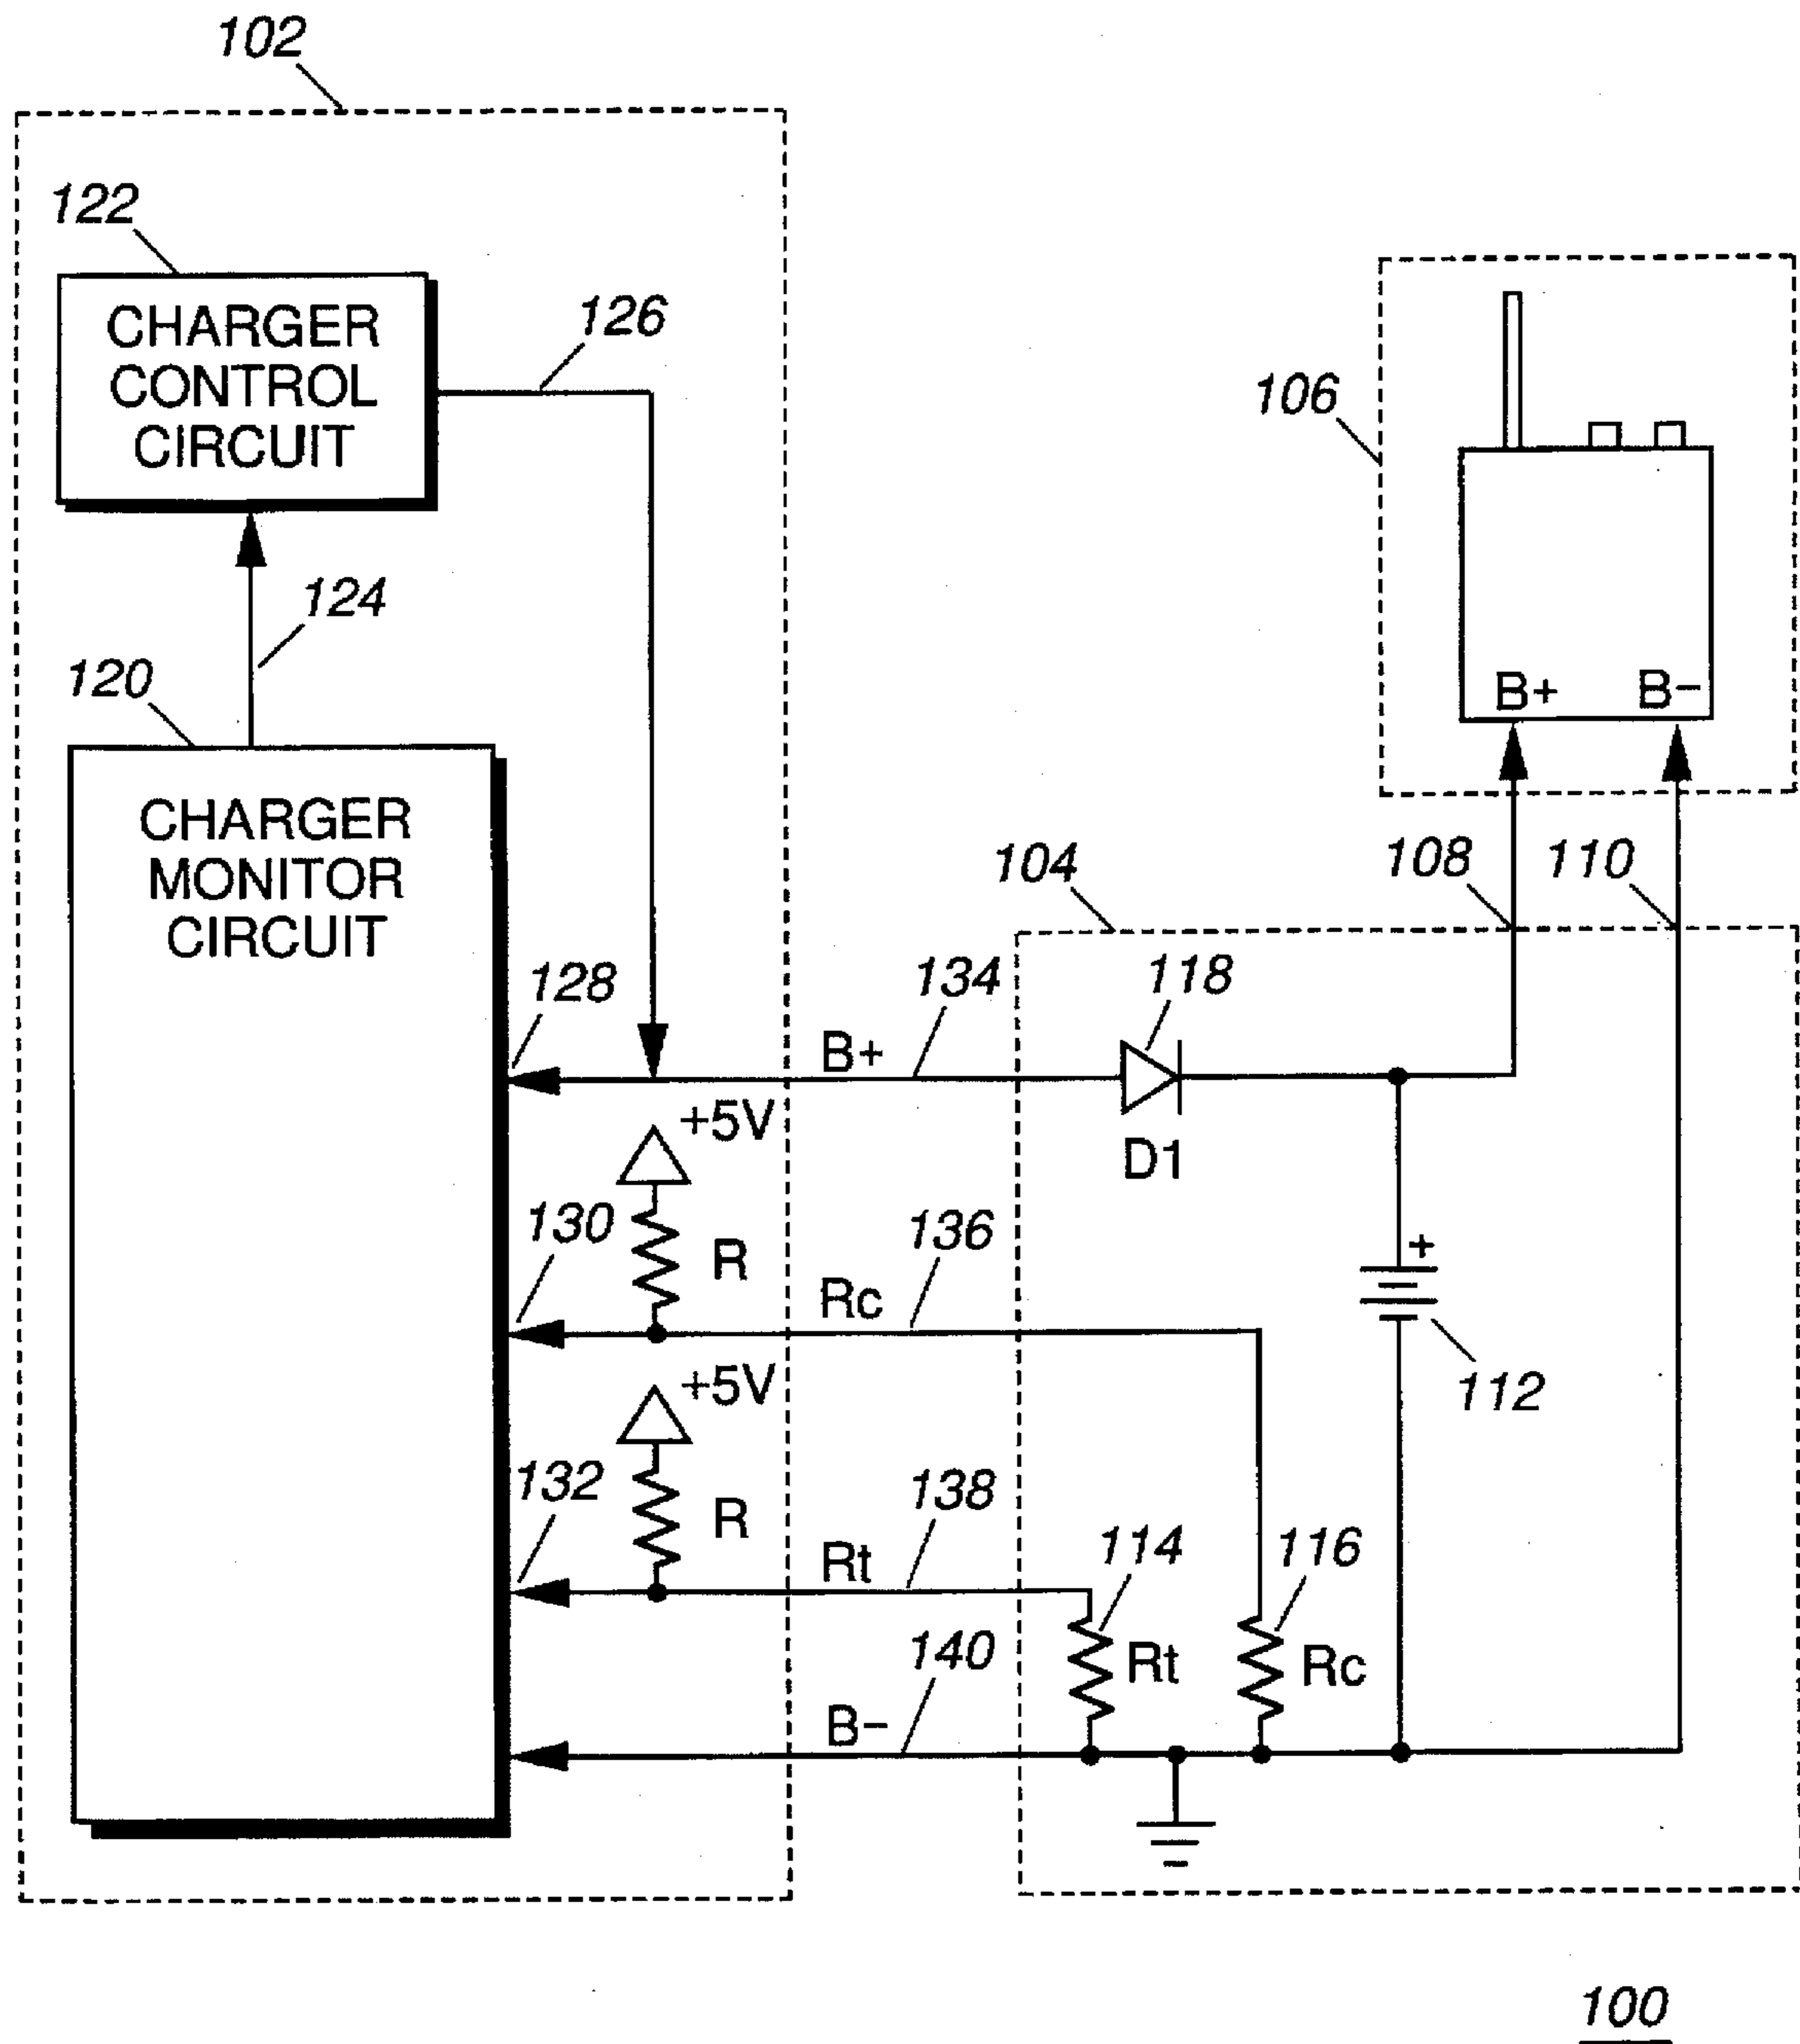 102
122
CHARGER
CONTROL
CIRCUIT
126
106
124
120
B+ B−
CHARGER
MONITOR
CIRCUIT
104
108
110
128
134
118
B+
+5V
D1
130
136
R
Rc
+
+5V
112
132
138
R
Rt
114
116
140
Rt
Rc
B−
100